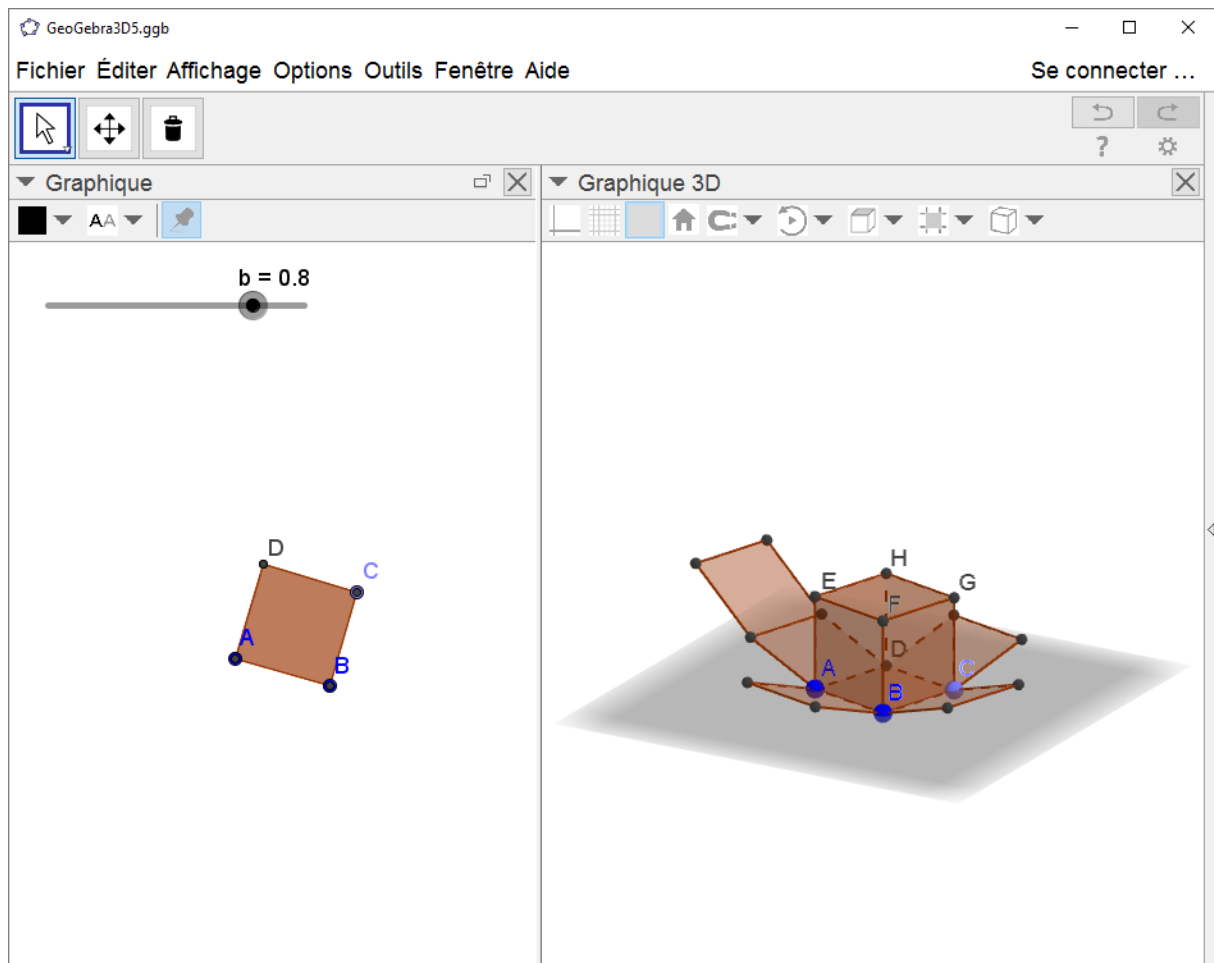 GeoGebra3D5.ggb
Fichier Éditer Affichage Options Outils Fenêtre Aide Se connecter ...
?
Graphique
Graphique 3D
AA
b = 0.8
D
C
A
B
H
E
G
F
D
A
C
B